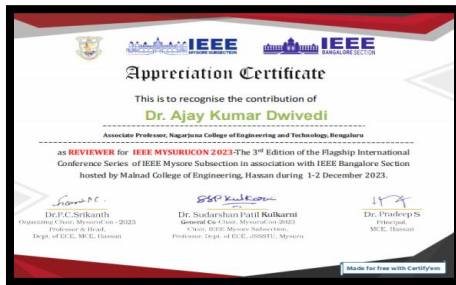 IEEE
MYSORE SUBSECTION
IEEE
BANGALORE SECTION
Appreciation Certificate
This is to recognise the contribution of
Dr. Ajay Kumar Dwivedi
Associate Professor, Nagarjuna College of Engineering and Technology, Bengaluru
as REVIEWER for IEEE MYSURUCON 2023-The 3rd Edition of the Flagship International
Conference Series of IEEE Mysore Subsection in association with IEEE Bangalore Section
hosted by Malnad College of Engineering, Hassan during 1-2 December 2023.
Dr.P.C.Srikanth
Organizing Chair, MysuruCon - 2023
Professor & Head,
Dept. of ECE, MCE, Hassan
SSP Kulkarni
Dr. Sudarshan Patil Kulkarni
General Co-Chair, MysuruCon-2023
Chair, IEEE Mysore Subsection,
Professor, Dept. of ECE, JSSSTU, Mysuru
Dr. Pradeep S
Principal,
MCE, Hassan
Made for free with Certify'em